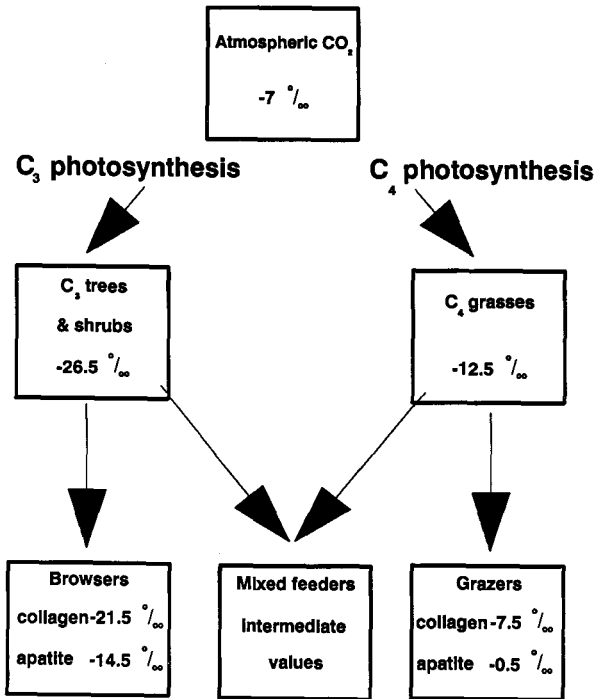 Atmospheric CO₂
-7 °/∞
C₃ photosynthesis
C₄ photosynthesis
C₃ trees
& shrubs
-26.5 °/∞
C₄ grasses
-12.5 °/∞
Browsers
collagen-21.5 °/∞
apatite -14.5 °/∞
Mixed feeders
intermediate
values
Grazers
collagen -7.5 °/∞
apatite -0.5 °/∞